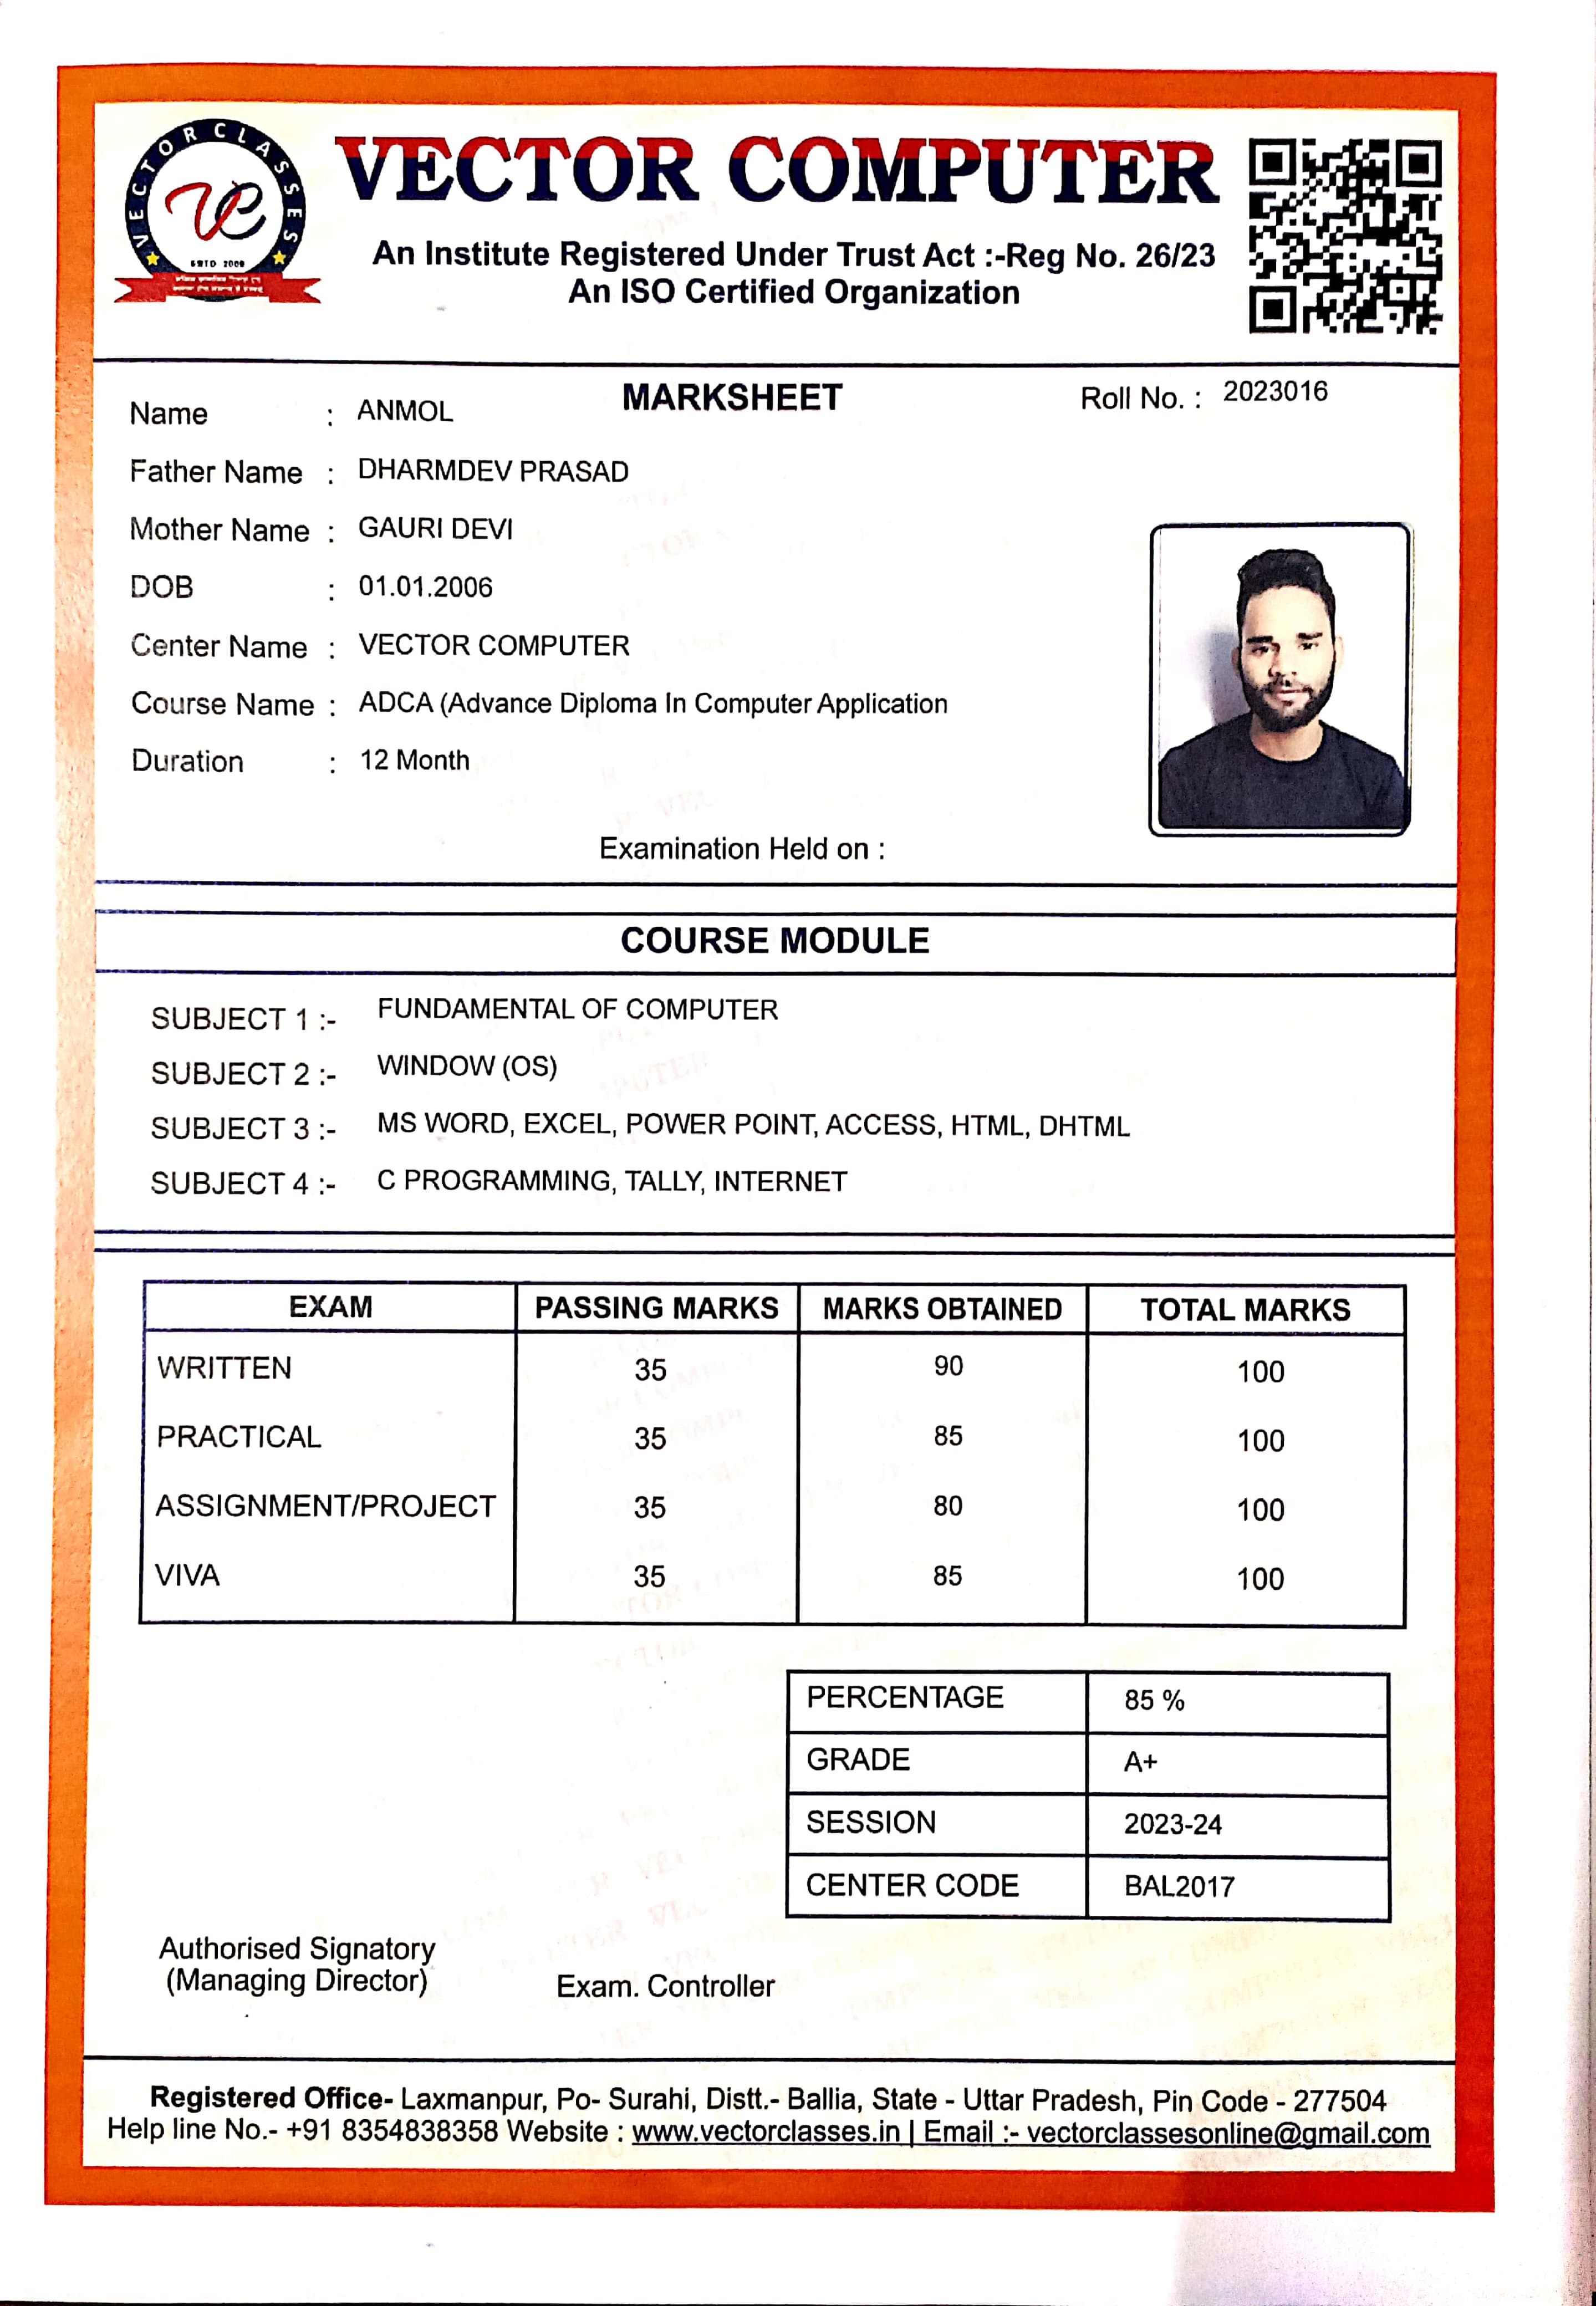 VECTOR CLASSES
VC
ESTD 2009
VECTOR COMPUTER
An Institute Registered Under Trust Act :-Reg No. 26/23
An ISO Certified Organization
MARKSHEET
Roll No. : 2023016
Name : ANMOL
Father Name : DHARMDEV PRASAD
Mother Name : GAURI DEVI
DOB : 01.01.2006
Center Name : VECTOR COMPUTER
Course Name : ADCA (Advance Diploma In Computer Application
Duration : 12 Month
Examination Held on :
COURSE MODULE
SUBJECT 1 :- FUNDAMENTAL OF COMPUTER
SUBJECT 2 :- WINDOW (OS)
SUBJECT 3 :- MS WORD, EXCEL, POWER POINT, ACCESS, HTML, DHTML
SUBJECT 4 :- C PROGRAMMING, TALLY, INTERNET
EXAM PASSING MARKS MARKS OBTAINED TOTAL MARKS
WRITTEN 35 90 100
PRACTICAL 35 85 100
ASSIGNMENT/PROJECT 35 80 100
VIVA 35 85 100
PERCENTAGE 85 %
GRADE A+
SESSION 2023-24
CENTER CODE BAL2017
Authorised Signatory
(Managing Director)
Exam. Controller
Registered Office- Laxmanpur, Po- Surahi, Distt.- Ballia, State - Uttar Pradesh, Pin Code - 277504
Help line No.- +91 8354838358 Website : www.vectorclasses.in | Email :- vectorclassesonline@gmail.com